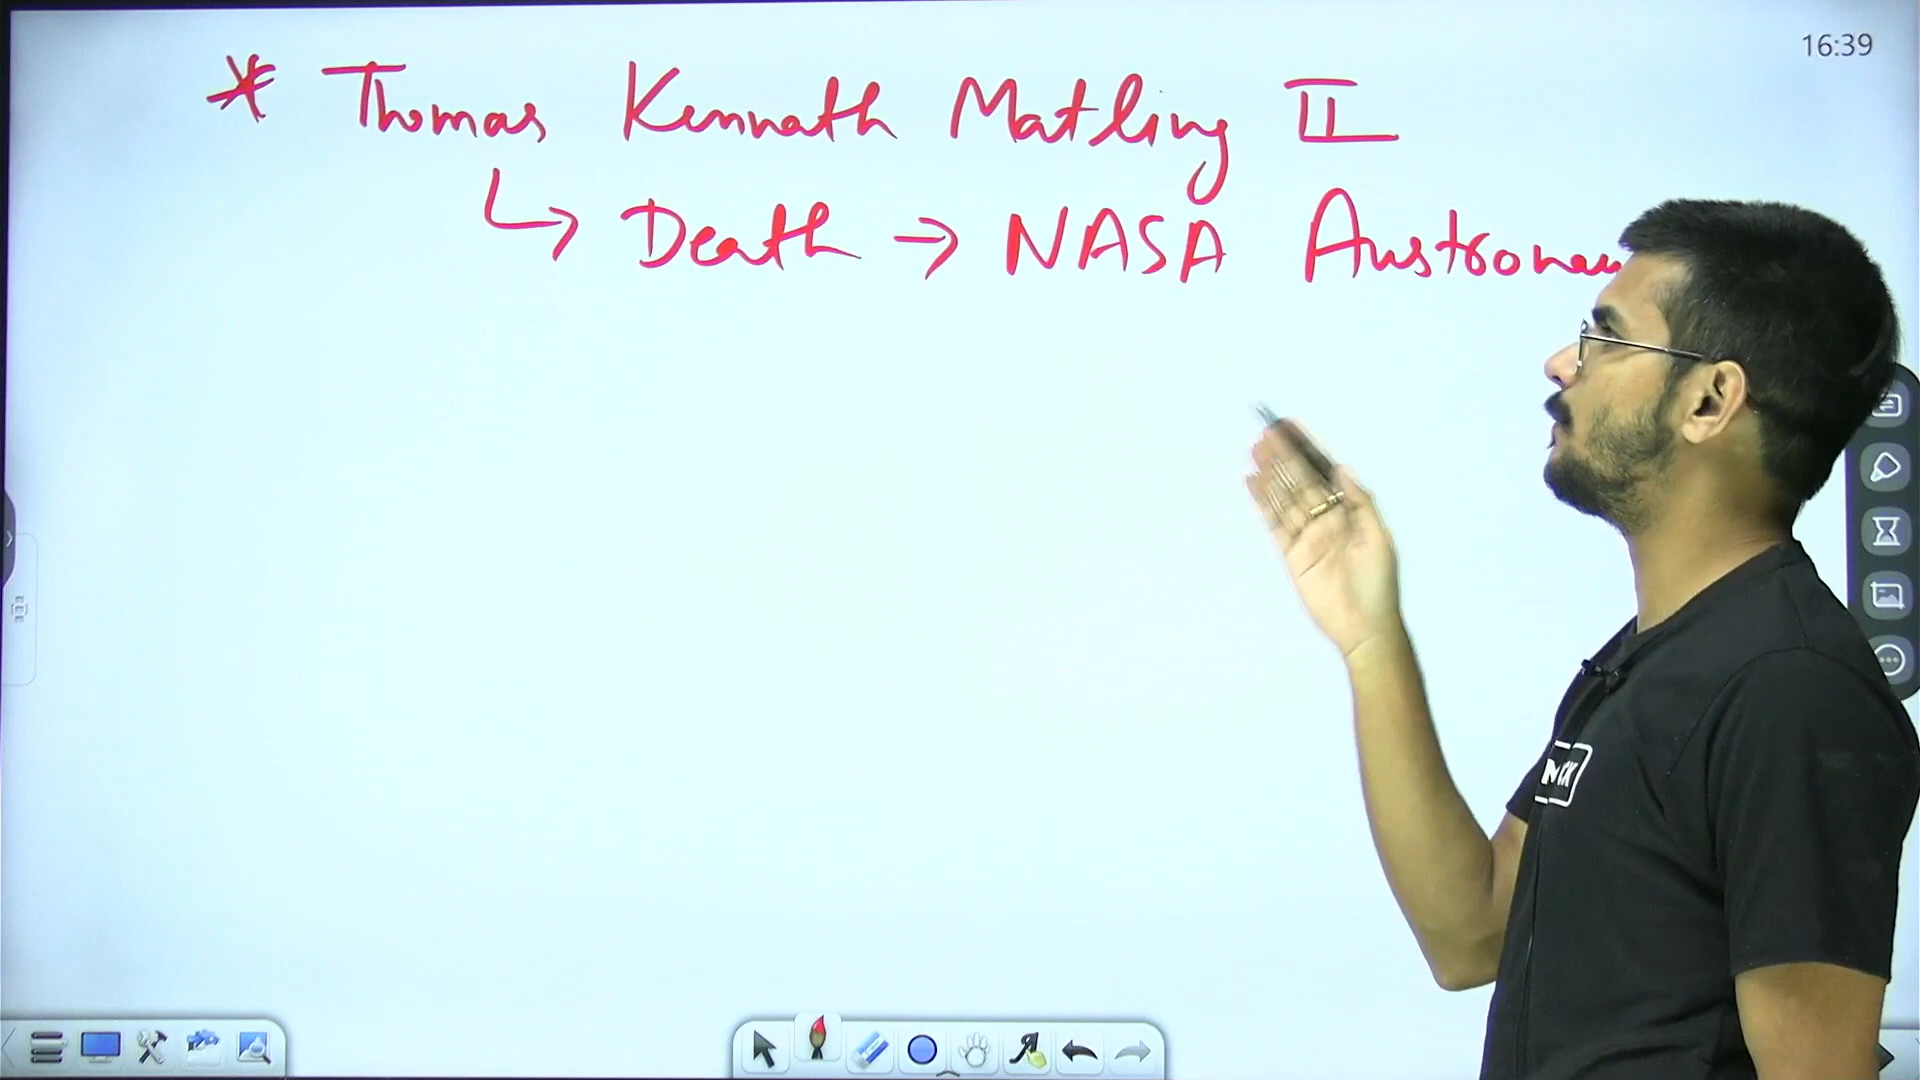 16:39
* Thomas Kennath Matling II
↳ Death → NASA Austronau